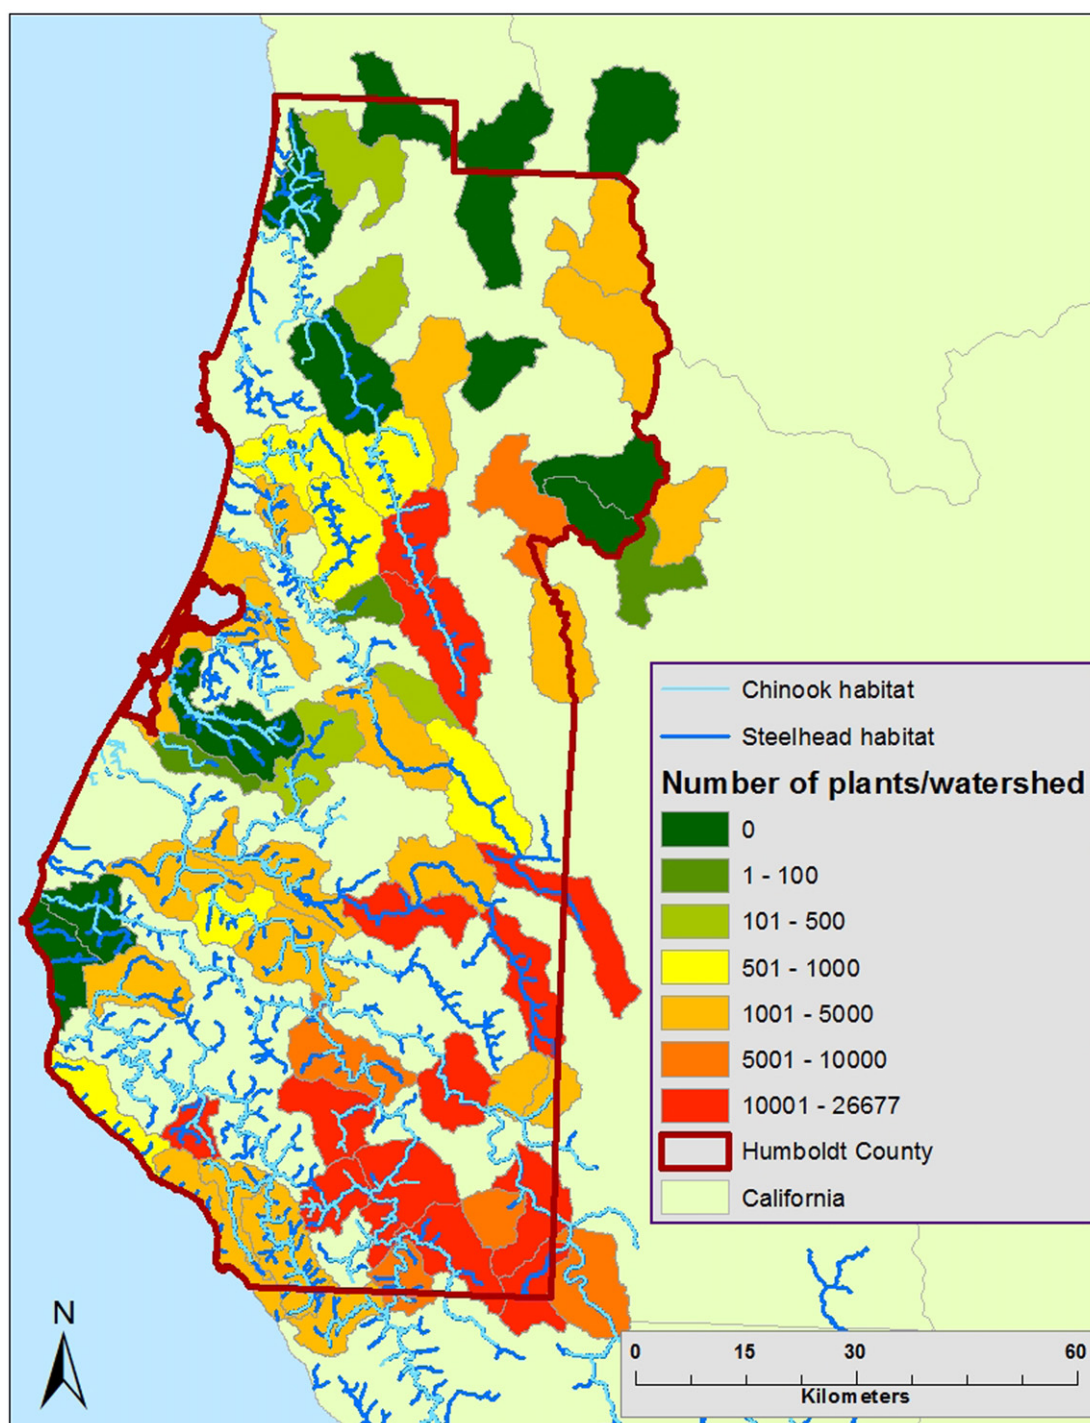 Chinook habitat
Steelhead habitat
Number of plants/watershed
0
1 - 100
101 - 500
501 - 1000
1001 - 5000
5001 - 10000
10001 - 26677
Humboldt County
California
N
0 15 30 60
Kilometers